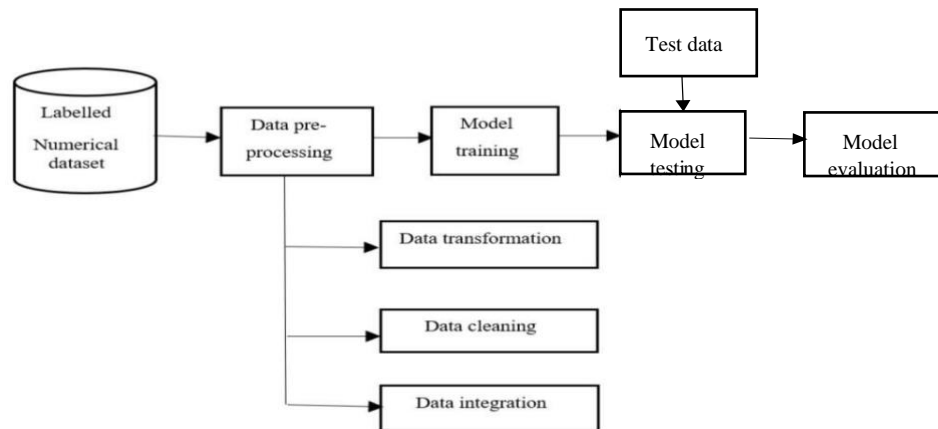 Test data
Labelled
Numerical
dataset
Data pre-
processing
Model
training
Model
testing
Model
evaluation
Data transformation
Data cleaning
Data integration